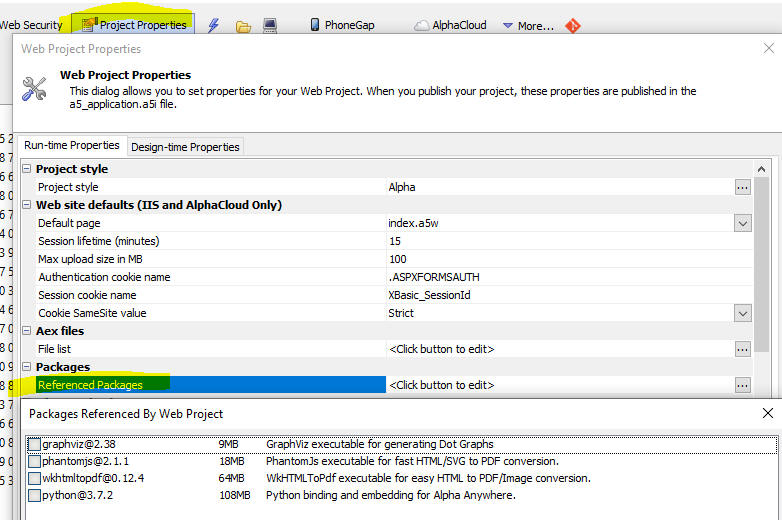 Web Security Project Properties PhoneGap AlphaCloud More...
Web Project Properties
Web Project Properties
This dialog allows you to set properties for your Web Project. When you publish your project, these properties are published in the
a5_application.a5i file.
Run-time Properties Design-time Properties
Project style
Project style Alpha ...
Web site defaults (IIS and AlphaCloud Only)
Default page index.a5w
Session lifetime (minutes) 15
Max upload size in MB 100
Authentication cookie name .ASPXFORMSAUTH
Session cookie name XBasic_SessionId
Cookie SameSite value Strict
Aex files
File list <Click button to edit> ...
Packages
Referenced Packages <Click button to edit> ...
Packages Referenced By Web Project
graphviz@2.38 9MB GraphViz executable for generating Dot Graphs
phantomjs@2.1.1 18MB PhantomJs executable for fast HTML/SVG to PDF conversion.
wkhtmltopdf@0.12.4 64MB WkHTMLToPdf executable for easy HTML to PDF/Image conversion.
python@3.7.2 108MB Python binding and embedding for Alpha Anywhere.